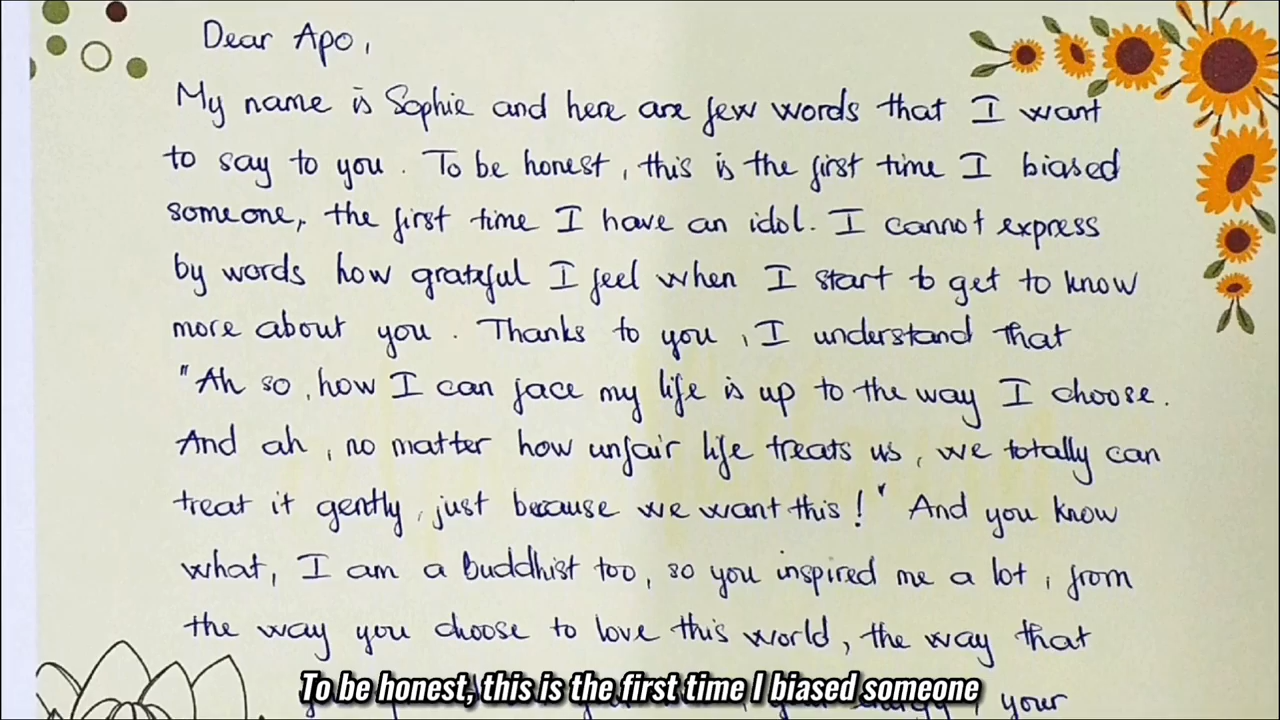 Dear Apo,
My name is Sophie and here are few words that I want
to say to you. To be honest, this is the first time I biased
someone, the first time I have an idol. I cannot express
by words how grateful I feel when I start to get to know
more about you. Thanks to you, I understand that
"Ah so, how I can face my life is up to the way I choose.
And ah, no matter how unfair life treats us, we totally can
treat it gently, just because we want this!" And you know
what, I am a buddhist too, so you inspired me a lot, from
the way you choose to love this world, the way that
your
To be honest, this is the first time I biased someone